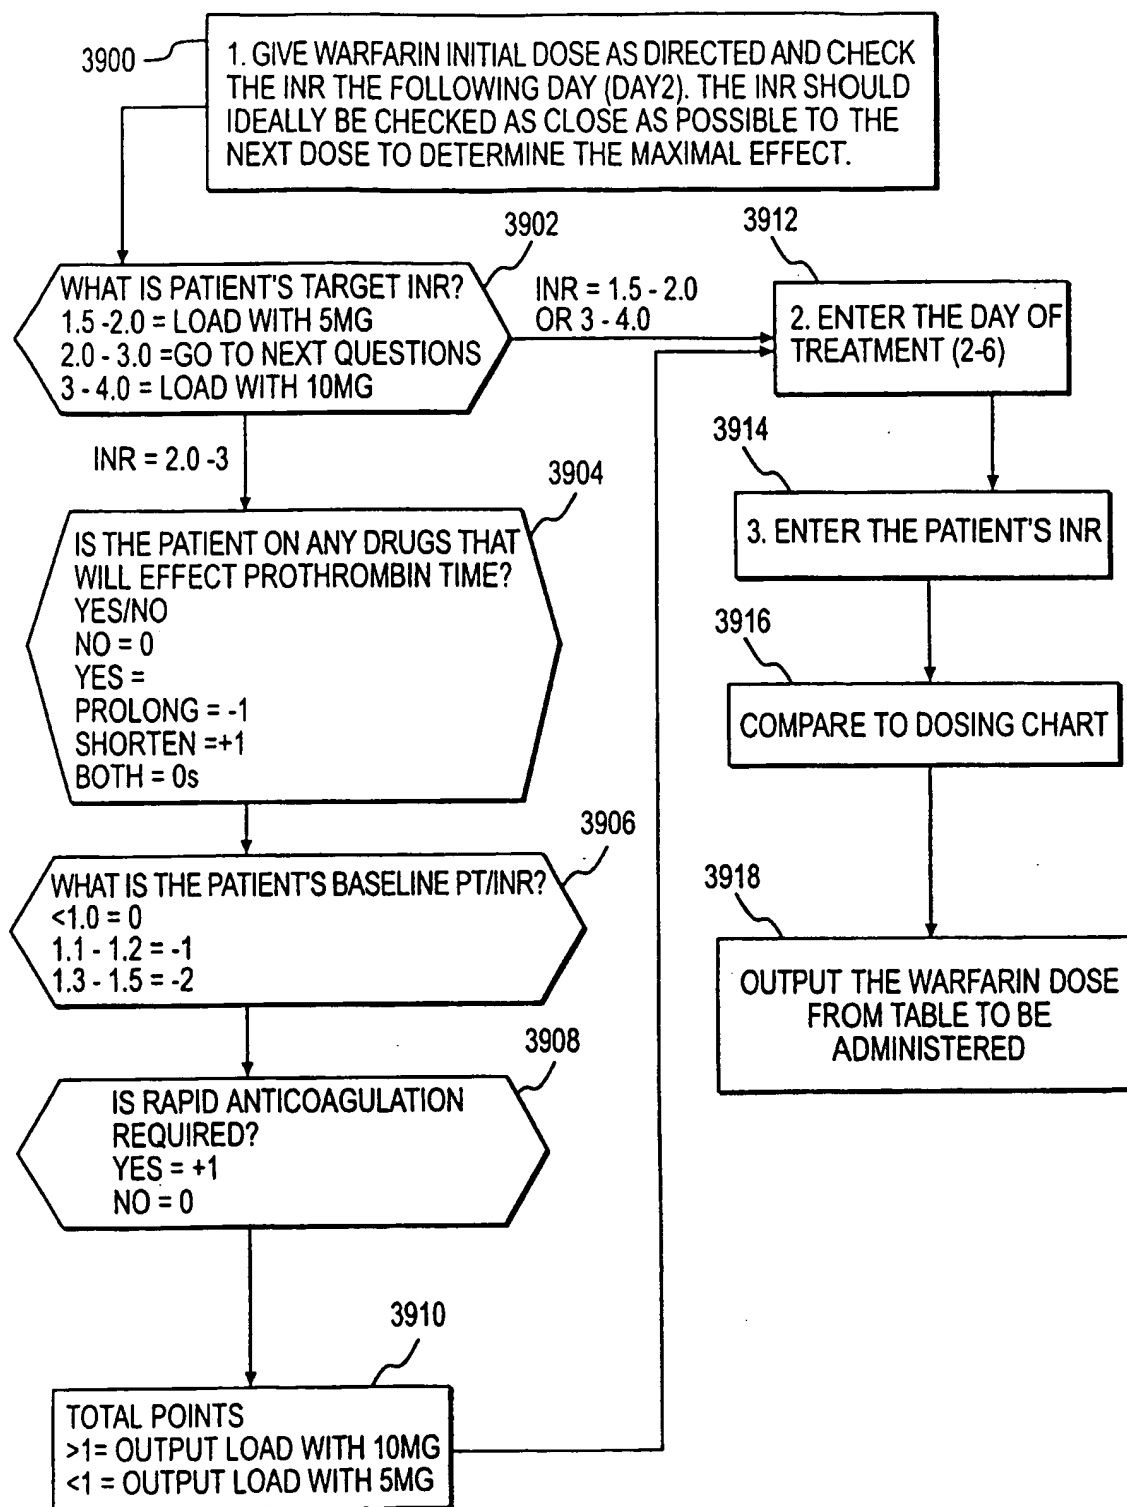 3900
1. GIVE WARFARIN INITIAL DOSE AS DIRECTED AND CHECK
THE INR THE FOLLOWING DAY (DAY2). THE INR SHOULD
IDEALLY BE CHECKED AS CLOSE AS POSSIBLE TO THE
NEXT DOSE TO DETERMINE THE MAXIMAL EFFECT.
3902
WHAT IS PATIENT'S TARGET INR?
1.5 -2.0 = LOAD WITH 5MG
2.0 - 3.0 =GO TO NEXT QUESTIONS
3 - 4.0 = LOAD WITH 10MG
INR = 1.5 - 2.0
OR 3 - 4.0
INR = 2.0 -3
3904
IS THE PATIENT ON ANY DRUGS THAT
WILL EFFECT PROTHROMBIN TIME?
YES/NO
NO = 0
YES =
PROLONG = -1
SHORTEN =+1
BOTH = 0s
3906
WHAT IS THE PATIENT'S BASELINE PT/INR?
<1.0 = 0
1.1 - 1.2 = -1
1.3 - 1.5 = -2
3908
IS RAPID ANTICOAGULATION
REQUIRED?
YES = +1
NO = 0
3910
TOTAL POINTS
>1= OUTPUT LOAD WITH 10MG
<1 = OUTPUT LOAD WITH 5MG
3912
2. ENTER THE DAY OF
TREATMENT (2-6)
3914
3. ENTER THE PATIENT'S INR
3916
COMPARE TO DOSING CHART
3918
OUTPUT THE WARFARIN DOSE
FROM TABLE TO BE
ADMINISTERED